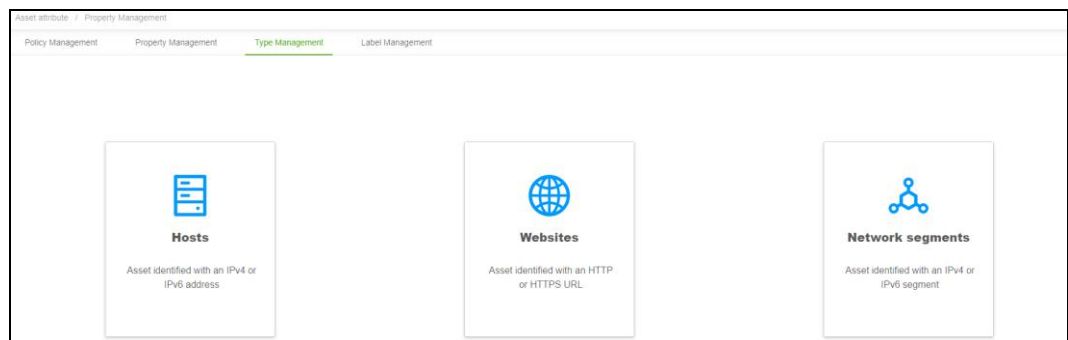 Asset attribute / Property Management
Policy Management Property Management Type Management Label Management
Hosts
Asset identified with an IPv4 or
IPv6 address
Websites
Asset identified with an HTTP
or HTTPS URL
Network segments
Asset identified with an IPv4 or
IPv6 segment